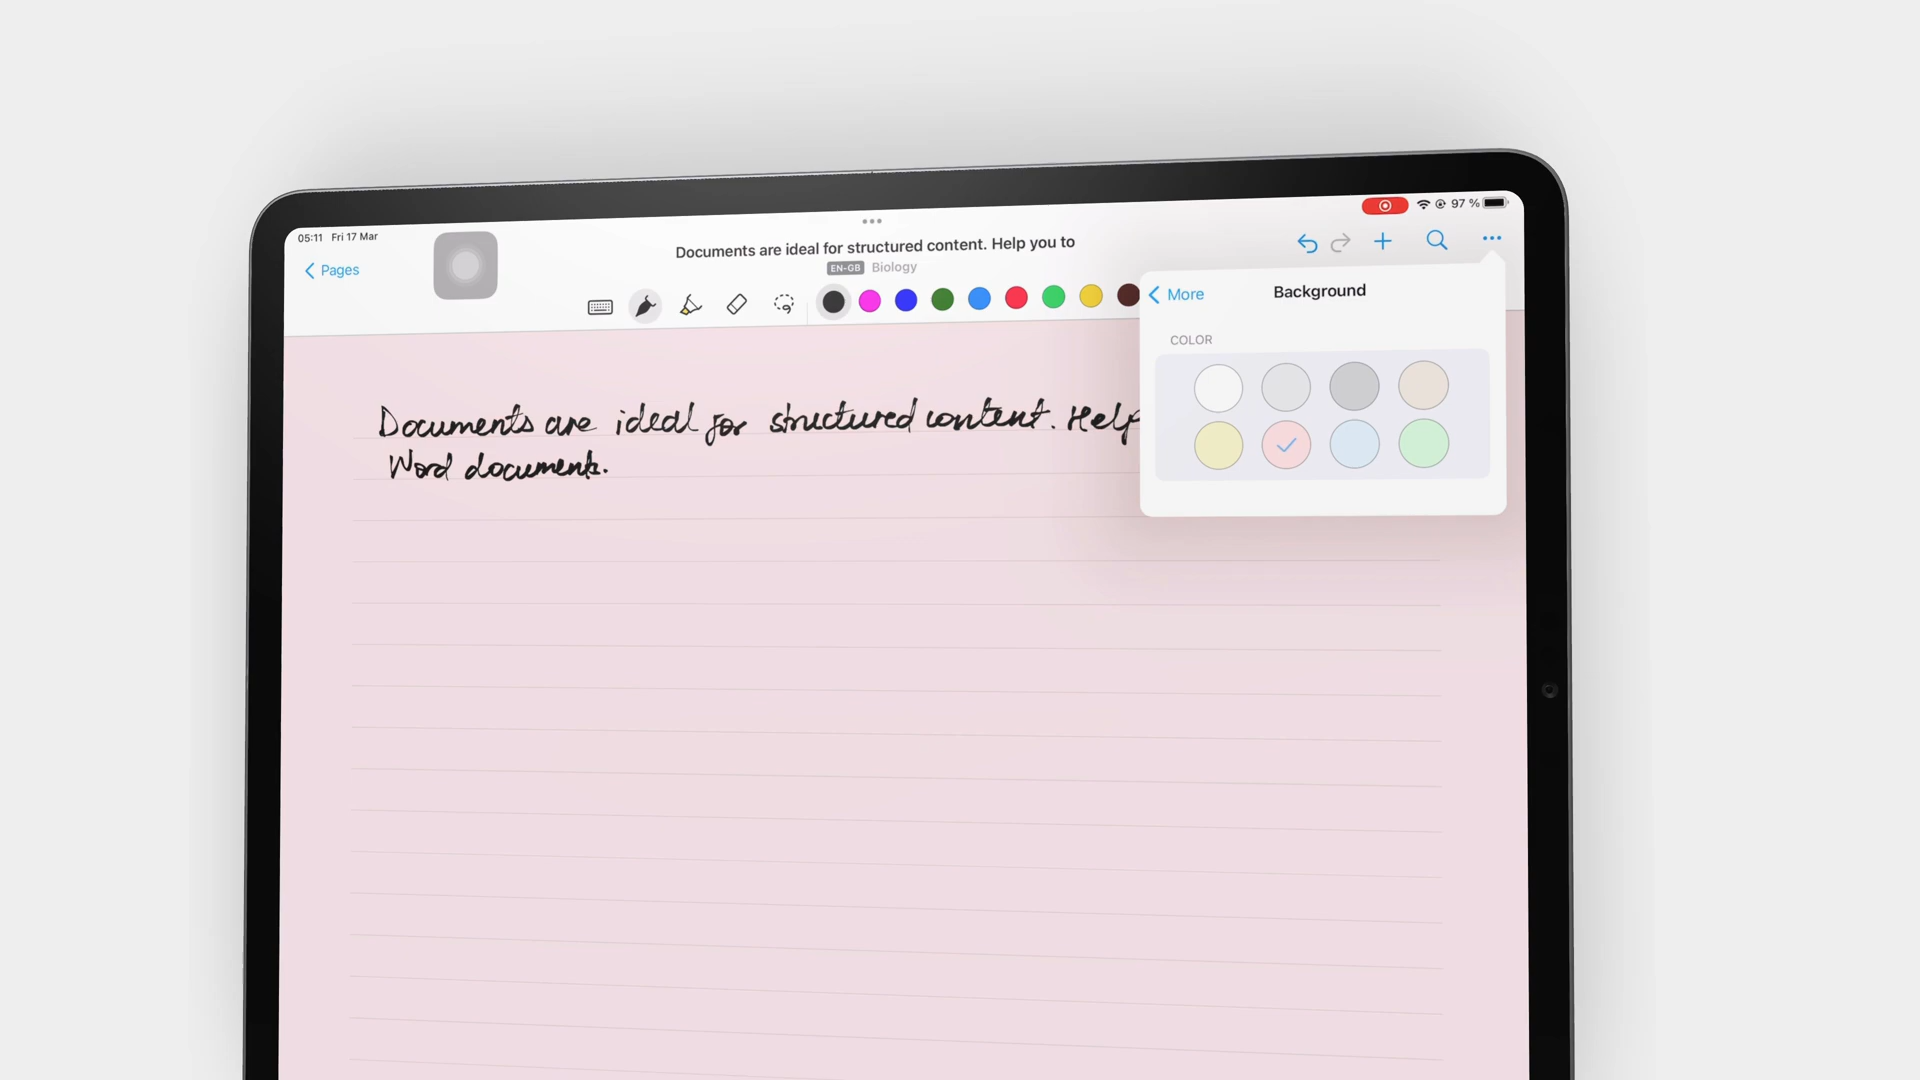 05:11 Fri 17 Mar
97 %
Pages
Documents are ideal for structured content. Help you to
EN-GB Biology
More
Background
COLOR
Documents are ideal for structured content. Help
Word documents.